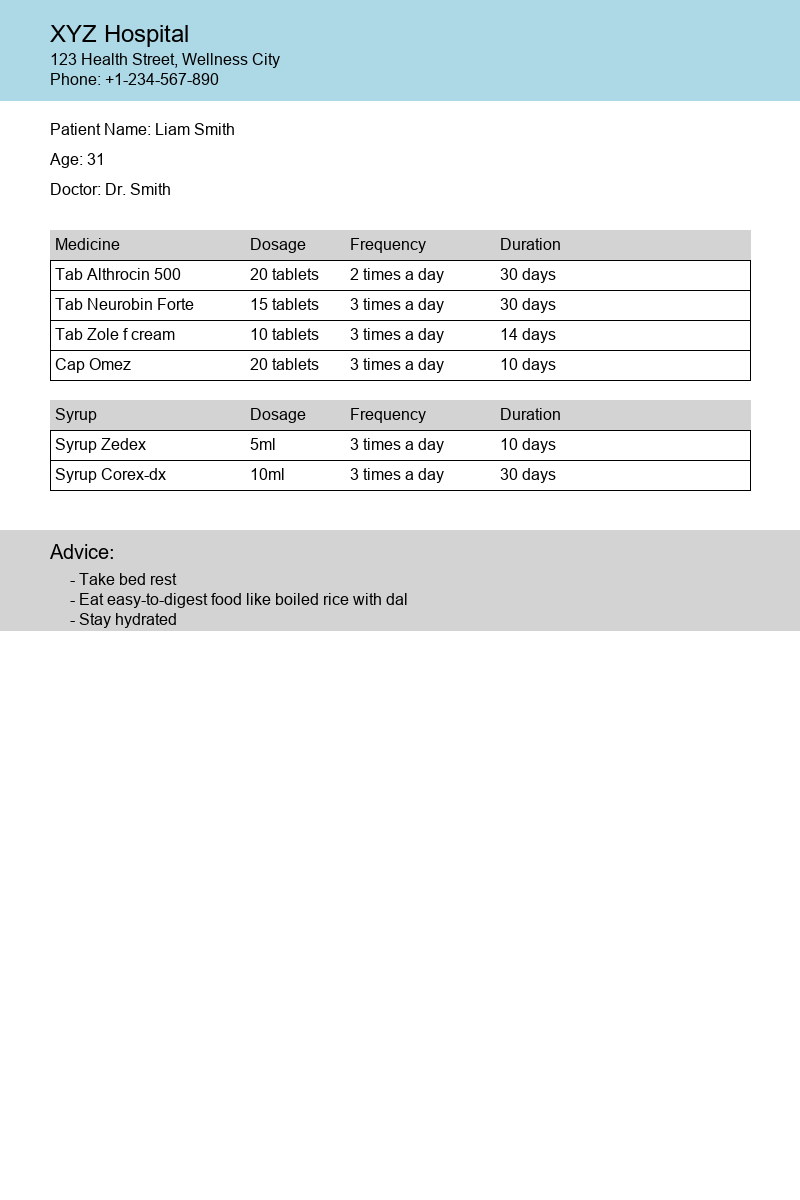 XYZ Hospital
123 Health Street, Wellness City
Phone: +1-234-567-890
Patient Name: Liam Smith
Age: 31
Doctor: Dr. Smith
Medicine Dosage Frequency Duration
Tab Althrocin 500 20 tablets 2 times a day 30 days
Tab Neurobin Forte 15 tablets 3 times a day 30 days
Tab Zole f cream 10 tablets 3 times a day 14 days
Cap Omez 20 tablets 3 times a day 10 days
Syrup Dosage Frequency Duration
Syrup Zedex 5ml 3 times a day 10 days
Syrup Corex-dx 10ml 3 times a day 30 days
Advice:
- Take bed rest
- Eat easy-to-digest food like boiled rice with dal
- Stay hydrated